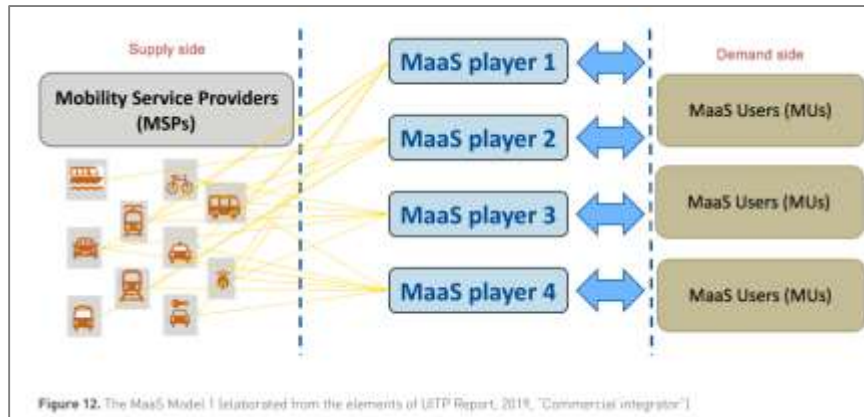 Supply side
Mobility Service Providers
(MSPs)
MaaS player 1
MaaS player 2
MaaS player 3
MaaS player 4
Demand side
MaaS Users (MUs)
MaaS Users (MUs)
MaaS Users (MUs)
Figure 12. The MaaS Model 1 (elaborated from the elements of UITP Report, 2019, "Commercial integrator")